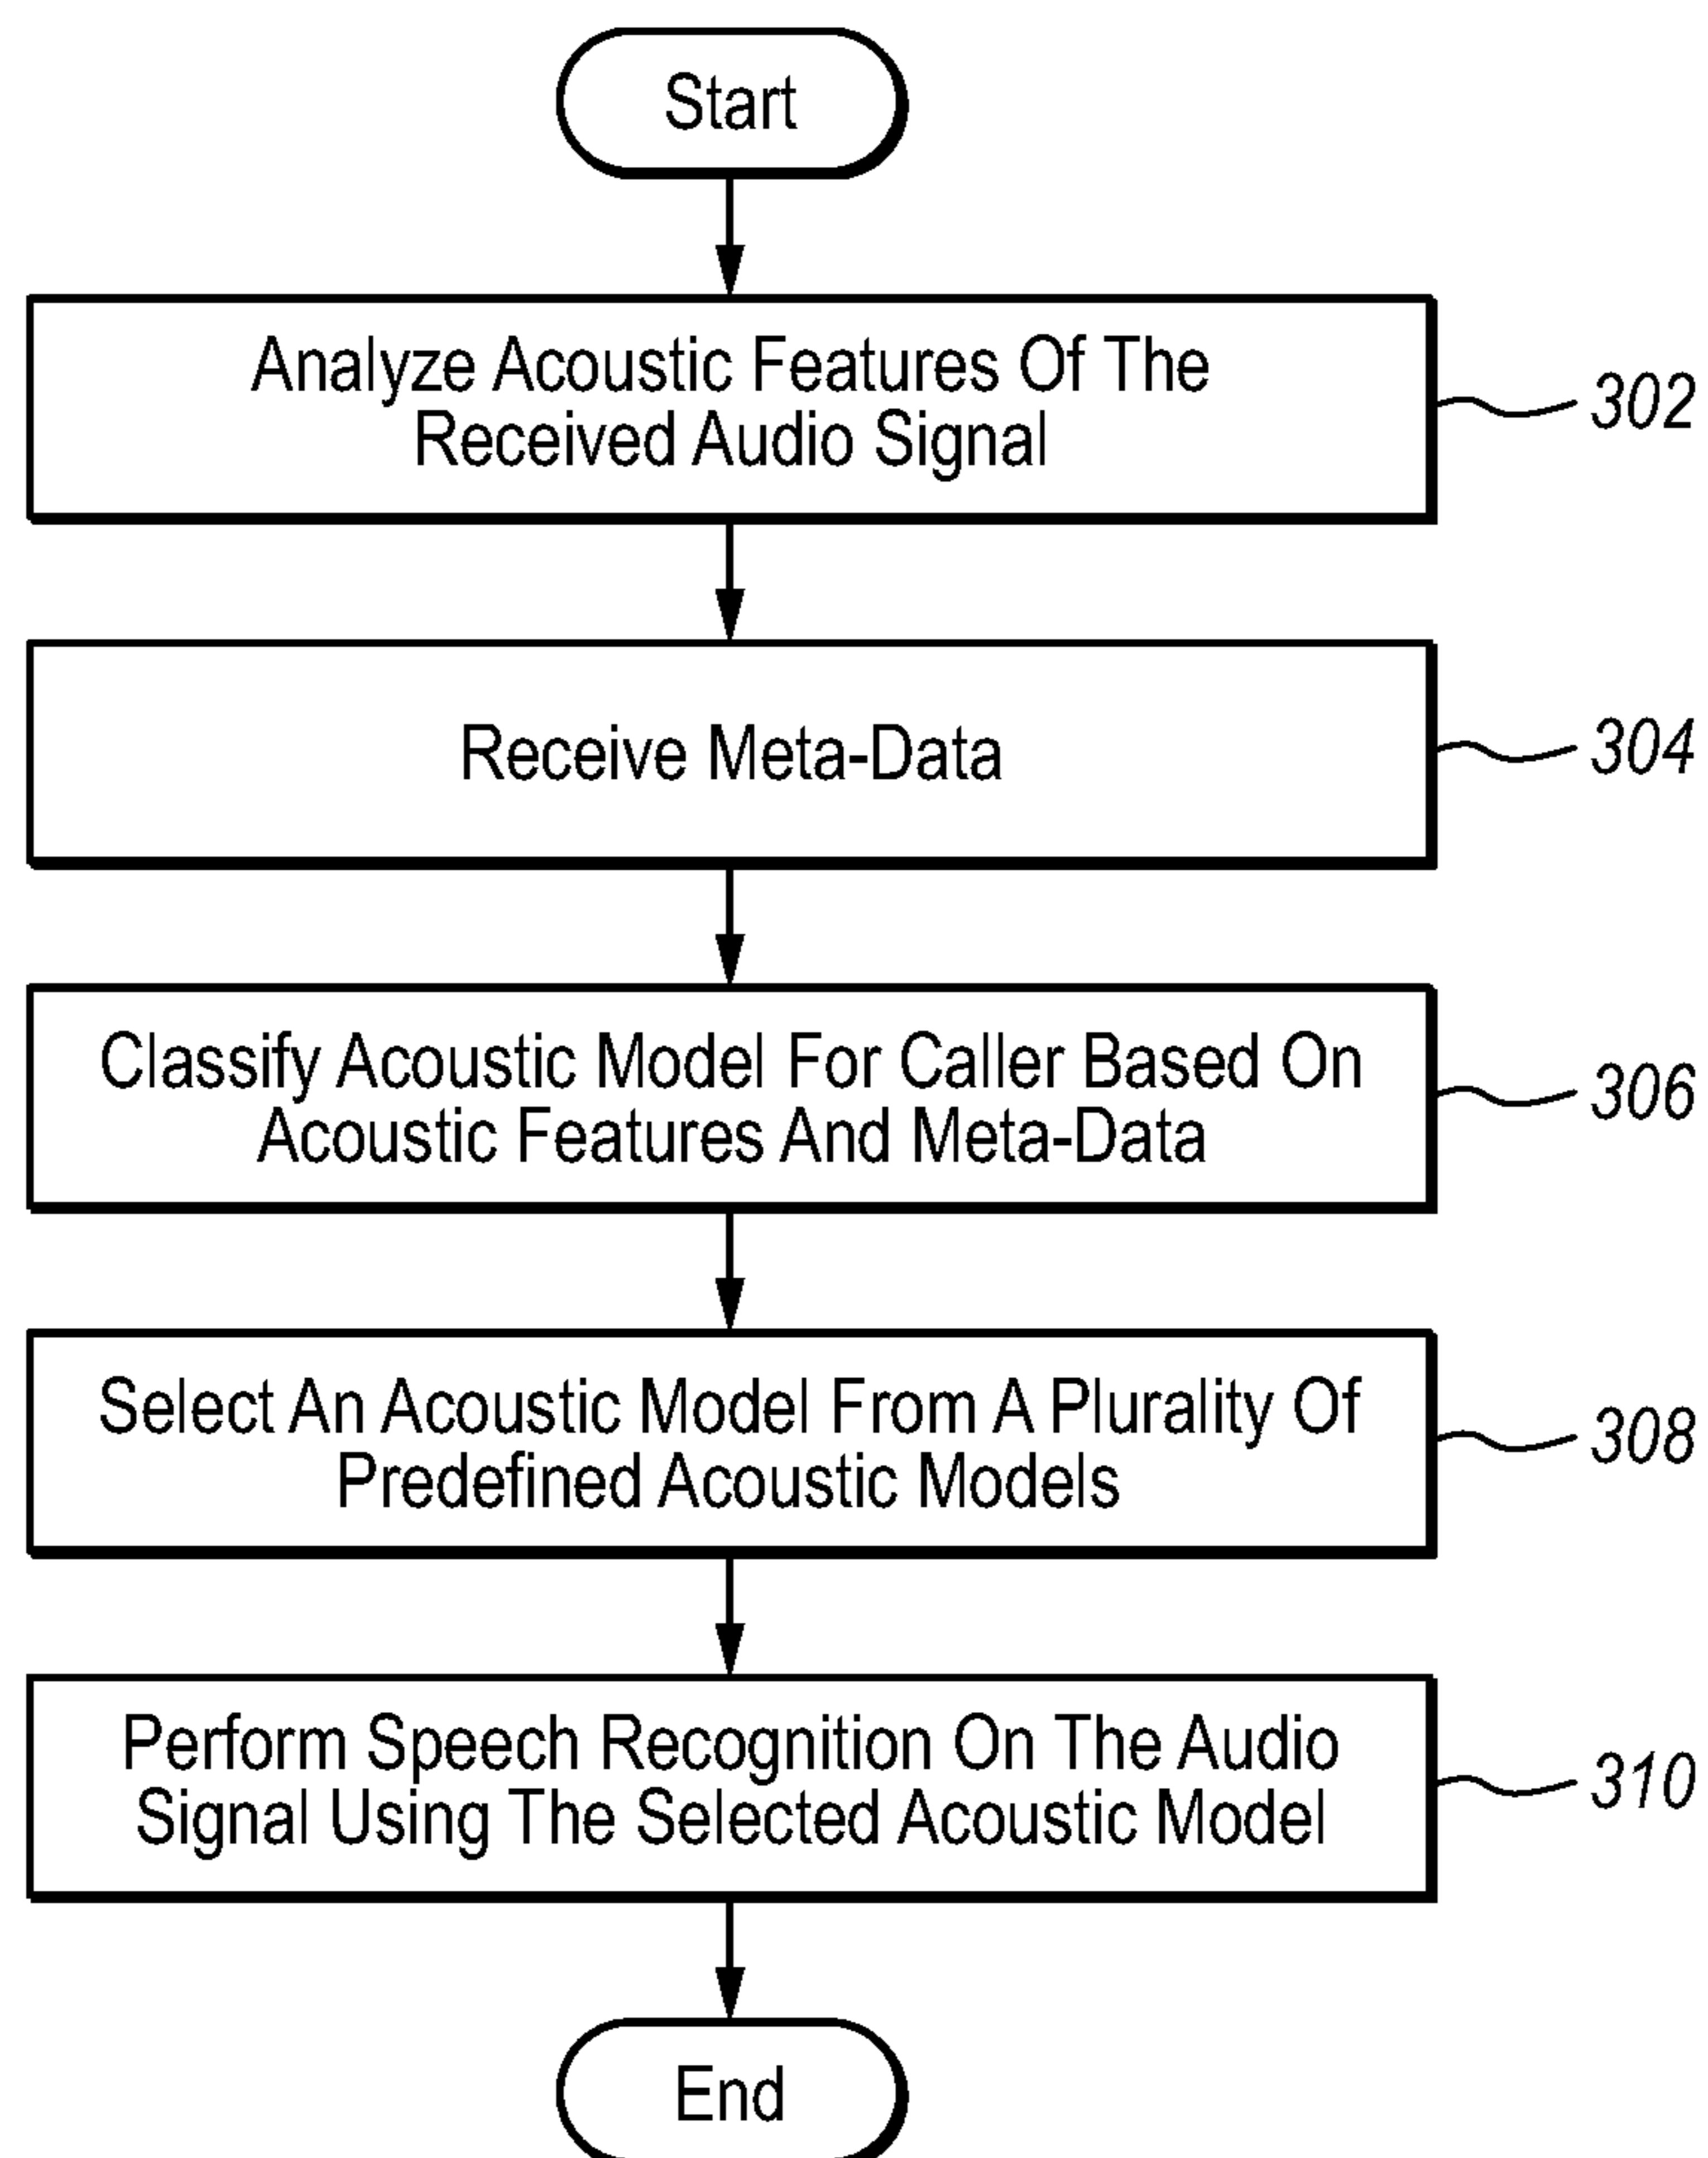 Start
Analyze Acoustic Features Of The
Received Audio Signal
302
Receive Meta-Data
304
Classify Acoustic Model For Caller Based On
Acoustic Features And Meta-Data
306
Select An Acoustic Model From A Plurality Of
Predefined Acoustic Models
308
Perform Speech Recognition On The Audio
Signal Using The Selected Acoustic Model
310
End